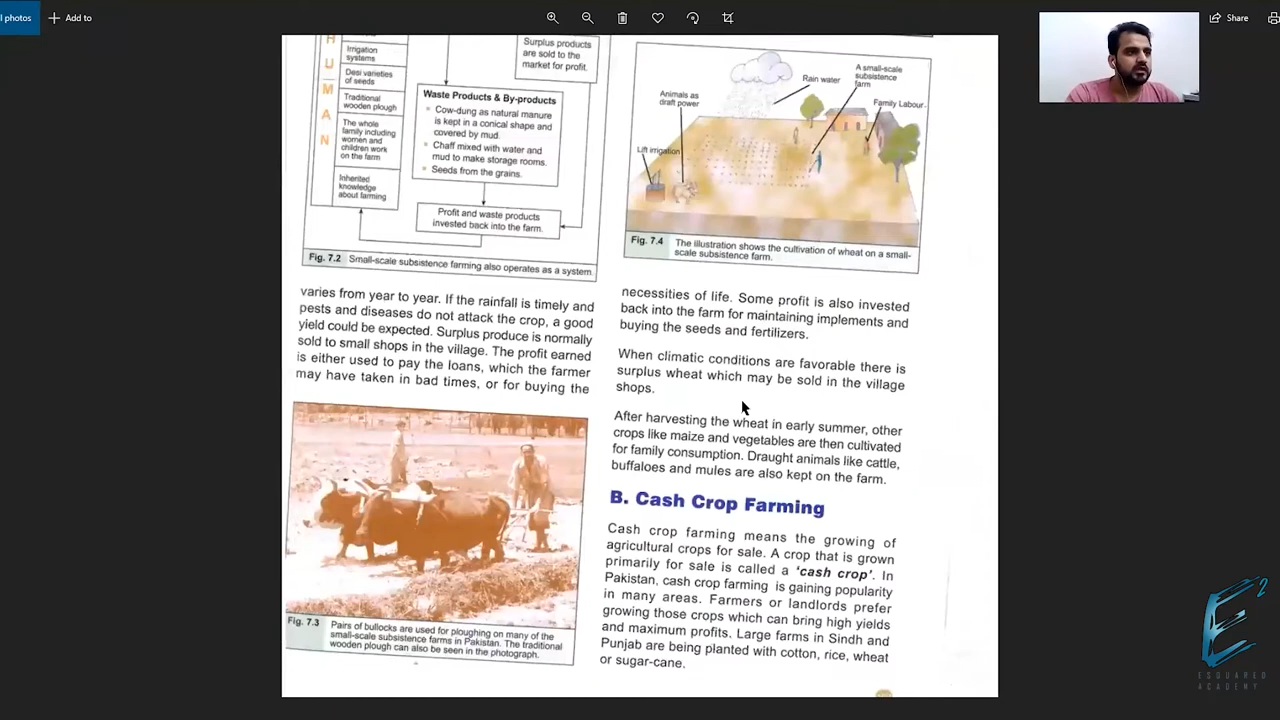 l photos
Add to
Share
H
U
M
A
N
Irrigation
systems
Desi varieties
of seeds
Traditional
wooden plough
The whole
family including
women and
children work
on the farm
Inherited
knowledge
about farming
Surplus products
are sold to the
market for profit.
Waste Products & By-products
Cow-dung as natural manure
is kept in a conical shape and
covered by mud.
Chaff mixed with water and
mud to make storage rooms.
Seeds from the grains.
Profit and waste products
invested back into the farm.
Fig. 7.2 Small-scale subsistence farming also operates as a system.
varies from year to year. If the rainfall is timely and
pests and diseases do not attack the crop, a good
yield could be expected. Surplus produce is normally
sold to small shops in the village. The profit earned
is either used to pay the loans, which the farmer
may have taken in bad times, or for buying the
Fig. 7.3 Pairs of bullocks are used for ploughing on many of the
small-scale subsistence farms in Pakistan. The traditional
wooden plough can also be seen in the photograph.
Rain water
A small-scale
subsistence
farm
Animals as
draft power
Family Labour.
Lift irrigation
Fig. 7.4 The illustration shows the cultivation of wheat on a small-
scale subsistence farm.
necessities of life. Some profit is also invested
back into the farm for maintaining implements and
buying the seeds and fertilizers.
When climatic conditions are favorable there is
surplus wheat which may be sold in the village
shops.
After harvesting the wheat in early summer, other
crops like maize and vegetables are then cultivated
for family consumption. Draught animals like cattle,
buffaloes and mules are also kept on the farm.
B. Cash Crop Farming
Cash crop farming means the growing of
agricultural crops for sale. A crop that is grown
primarily for sale is called a 'cash crop'. In
Pakistan, cash crop farming is gaining popularity
in many areas. Farmers or landlords prefer
growing those crops which can bring high yields
and maximum profits. Large farms in Sindh and
Punjab are being planted with cotton, rice, wheat
or sugar-cane.
E2
ESQUARED
ACADEMY